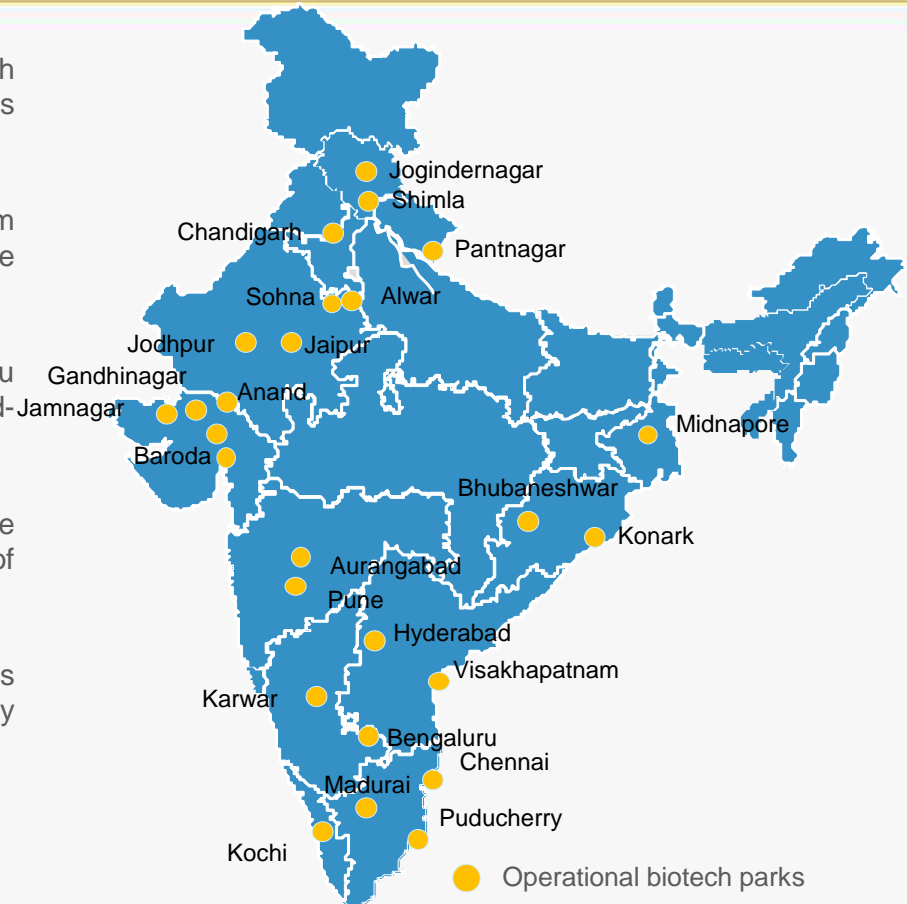 h
s
m
e
u
d-
e
of
s
y
Jogindernagar
Shimla
Chandigarh
Pantnagar
Sohna
Alwar
Jodhpur
Jaipur
Gandhinagar
Anand
Jamnagar
Midnapore
Baroda
Bhubaneshwar
Konark
Aurangabad
Pune
Hyderabad
Visakhapatnam
Karwar
Bengaluru
Chennai
Madurai
Puducherry
Kochi
Operational biotech parks